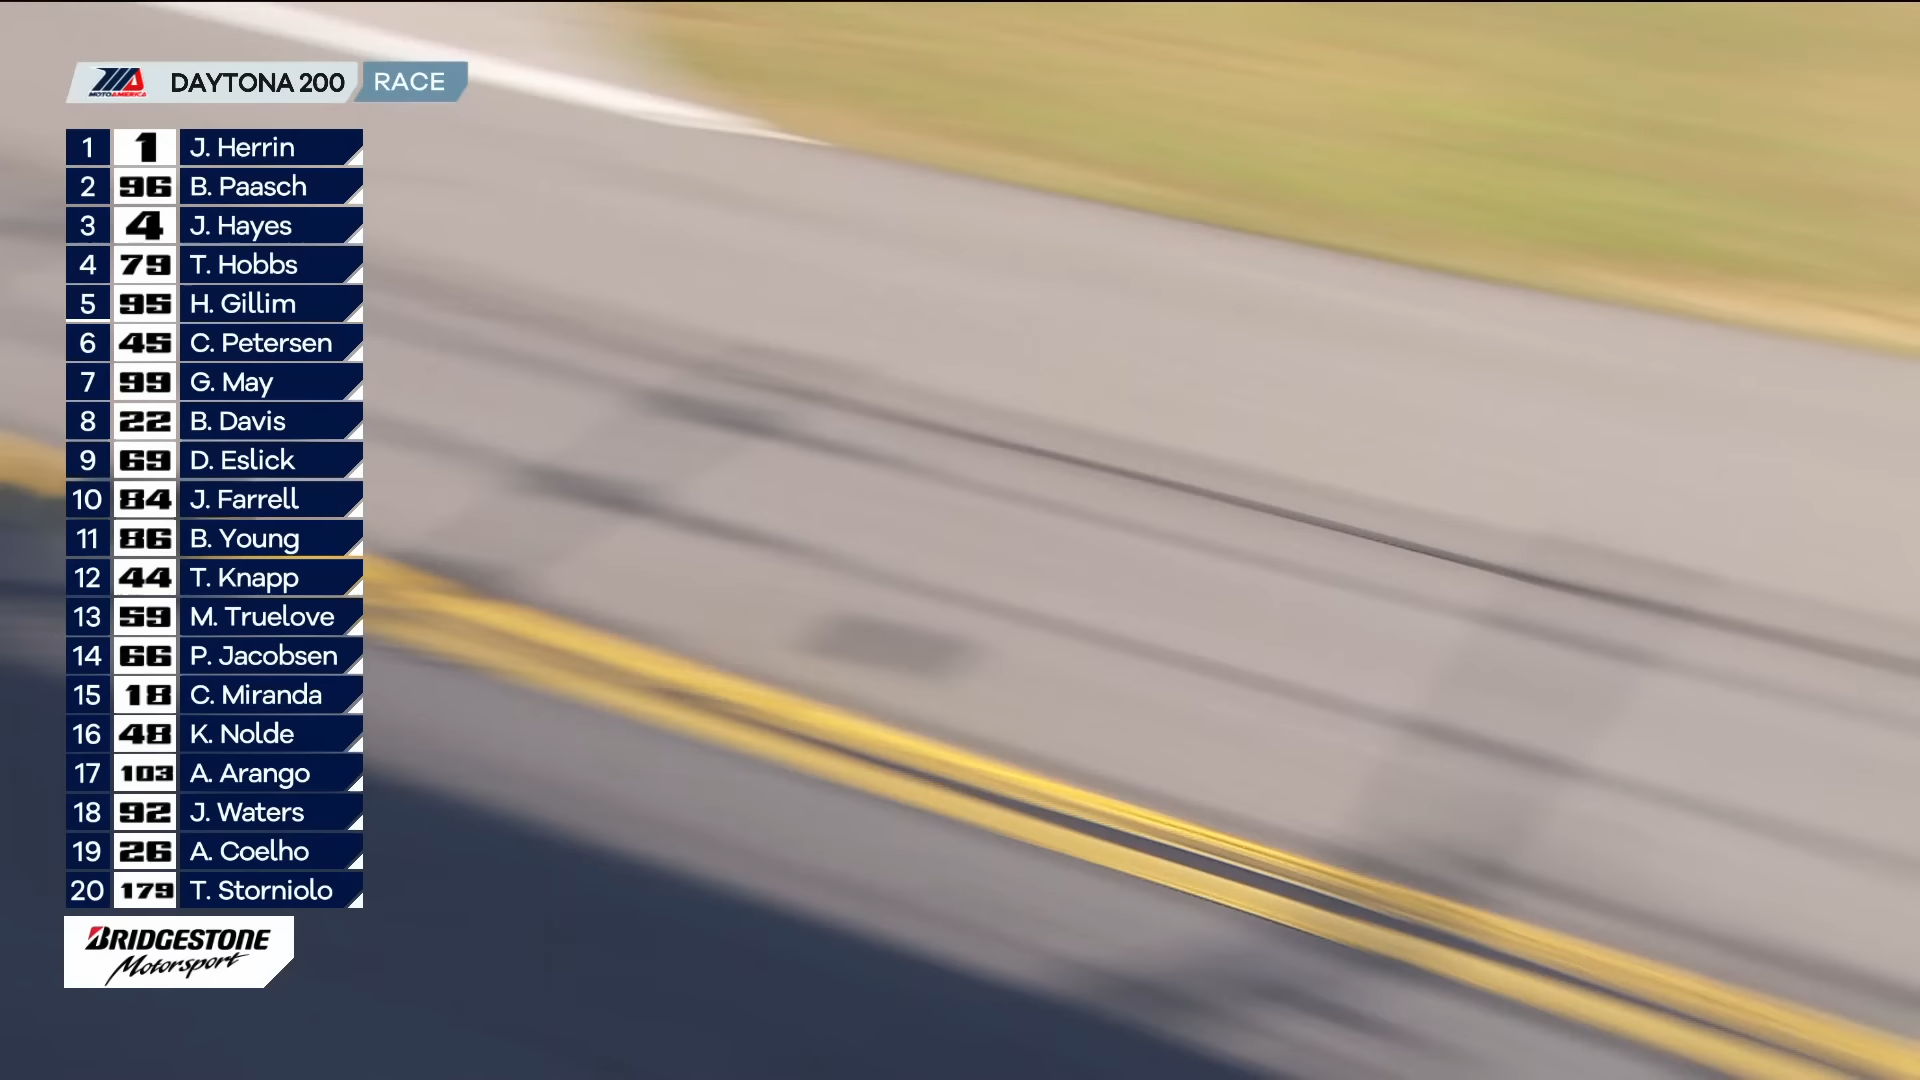 MOTOAMERICA DAYTONA 200 RACE
1 1 J. Herrin
2 96 B. Paasch
3 4 J. Hayes
4 79 T. Hobbs
5 95 H. Gillim
6 45 C. Petersen
7 99 G. May
8 22 B. Davis
9 69 D. Eslick
10 84 J. Farrell
11 86 B. Young
12 44 T. Knapp
13 59 M. Truelove
14 66 P. Jacobsen
15 18 C. Miranda
16 48 K. Nolde
17 103 A. Arango
18 92 J. Waters
19 26 A. Coelho
20 179 T. Storniolo
BRIDGESTONE
Motorsport